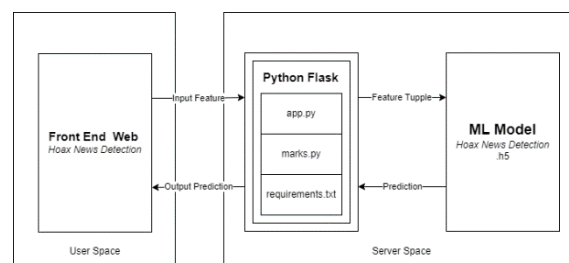 Front End Web
Hoax News Detection
User Space
Input Feature
Output Prediction
Python Flask
app.py
marks.py
requirements.txt
Feature Tupple
Prediction
ML Model
Hoax News Detection
.h5
Server Space